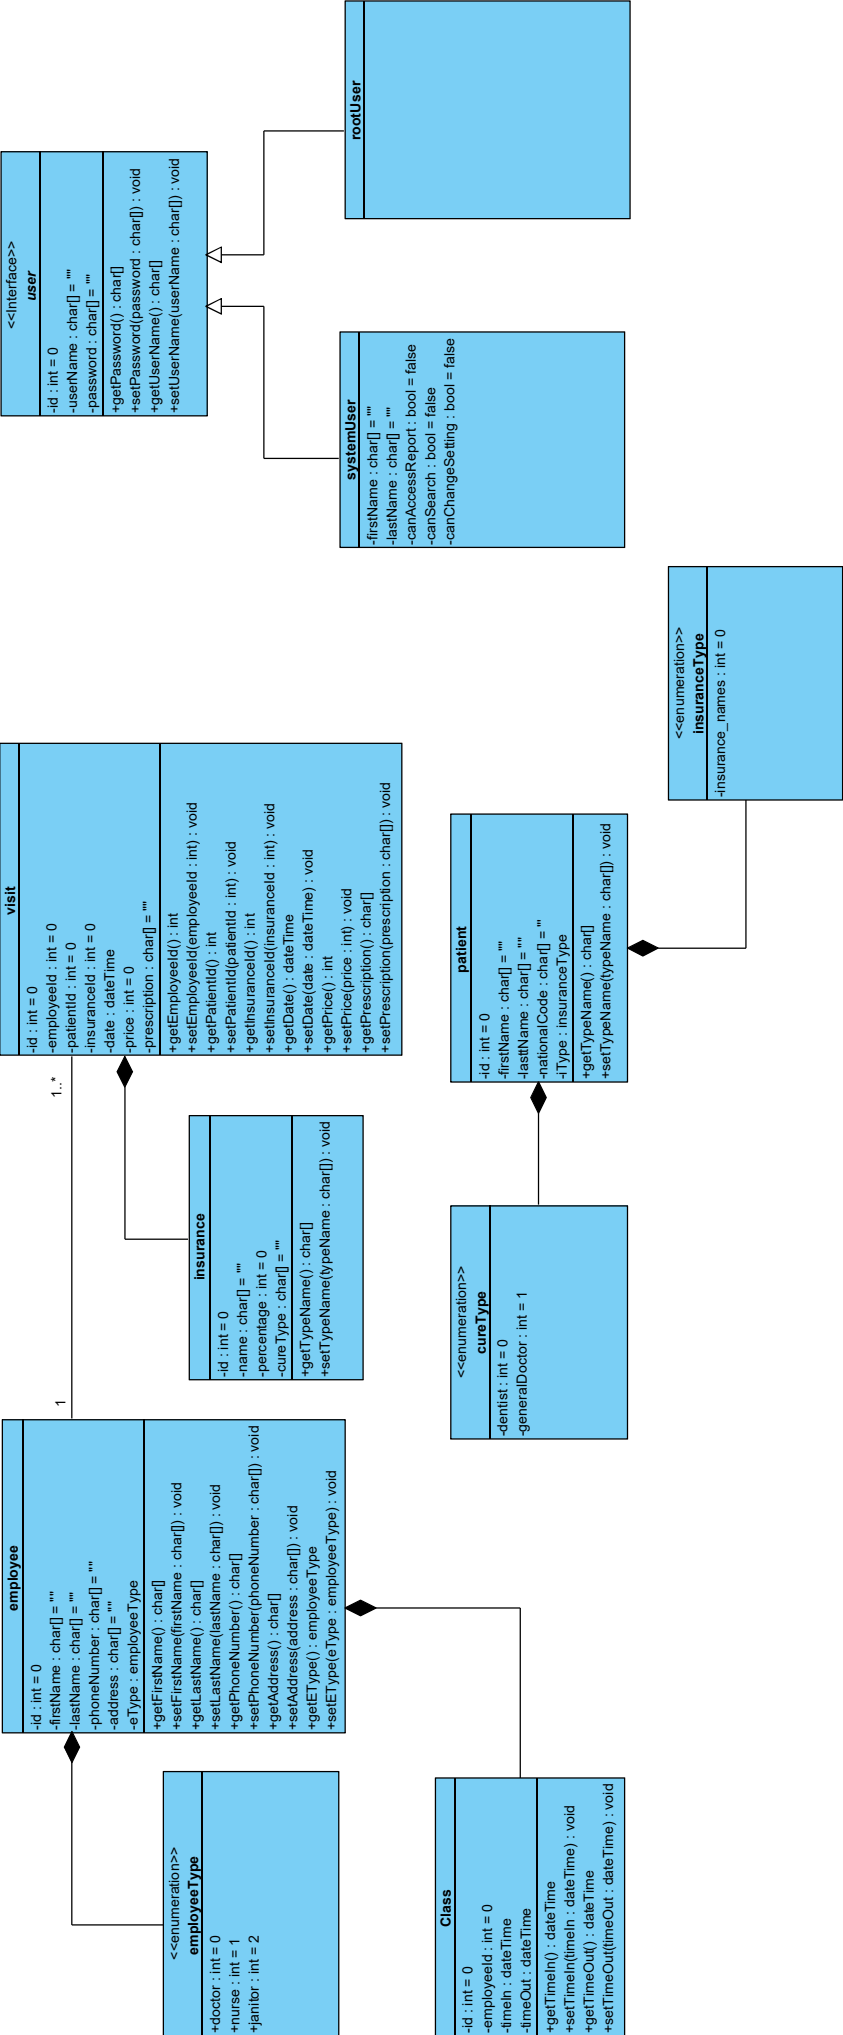 employee
-id : int = 0
-firstName : char[] = ""
-lastName : char[] = ""
-phoneNumber : char[] = ""
-address : char[] = ""
-eType : employeeType
+getFirstName() : char[]
+setFirstName(firstName : char[]) : void
+getLastName() : char[]
+setLastName(lastName : char[]) : void
+getPhoneNumber() : char[]
+setPhoneNumber(phoneNumber : char[]) : void
+getAddress() : char[]
+setAddress(address : char[]) : void
+getEType() : employeeType
+setEType(eType : employeeType) : void
1
1..*
visit
-id : int = 0
-employeeId : int = 0
-patientId : int = 0
-insuranceId : int = 0
-date : dateTime
-price : int = 0
-prescription : char[] = ""
+getEmployeeId() : int
+setEmployeeId(employeeId : int) : void
+getPatientId() : int
+setPatientId(patientId : int) : void
+getInsuranceId() : int
+setInsuranceId(insuranceId : int) : void
+getDate() : dateTime
+setDate(date : dateTime) : void
+getPrice() : int
+setPrice(price : int) : void
+getPrescription() : char[]
+setPrescription(prescription : char[]) : void
<<Interface>>
user
-id : int = 0
-userName : char[] = ""
-password : char[] = ""
+getPassword() : char[]
+setPassword(password : char[]) : void
+getUserName() : char[]
+setUserName(userName : char[]) : void
<<enumeration>>
employeeType
+doctor : int = 0
+nurse : int = 1
+janitor : int = 2
insurance
-id : int = 0
-name : char[] = ""
-percentage : int = 0
-cureType : char[] = ""
+getTypeName() : char[]
+setTypeName(typeName : char[]) : void
systemUser
-firstName : char[] = ""
-lastName : char[] = ""
-canAccessReport : bool = false
-canSearch : bool = false
-canChangeSetting : bool = false
rootUser
Class
-id : int = 0
-employeeId : int = 0
-timeIn : dateTime
-timeOut : dateTime
+getTimeIn() : dateTime
+setTimeIn(timeIn : dateTime) : void
+getTimeOut() : dateTime
+setTimeOut(timeOut : dateTime) : void
<<enumeration>>
cureType
-dentist : int = 0
-generalDoctor : int = 1
patient
-id : int = 0
-firstName : char[] = ""
-lasttName : char[] = ""
-nationalCode : char[] = "
-iType : insuranceType
+getTypeName() : char[]
+setTypeName(typeName : char[]) : void
<<enumeration>>
insuranceType
-insurance_names : int = 0